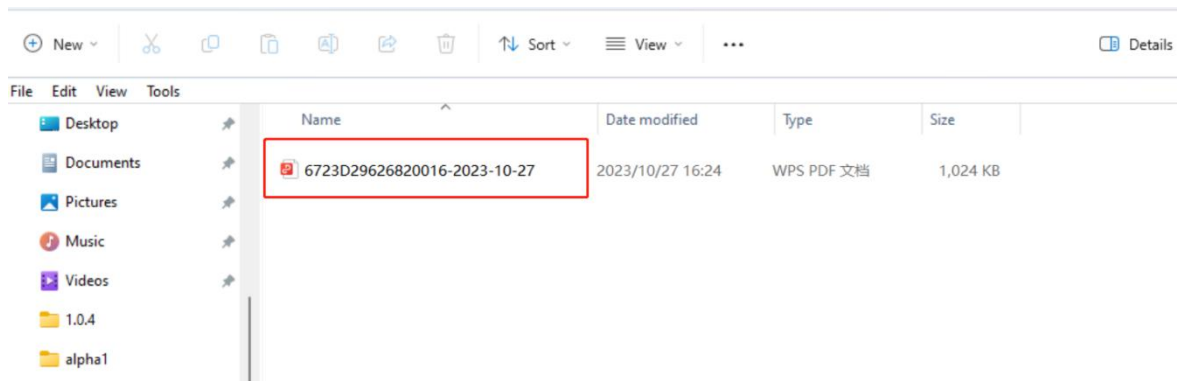 New Sort View ... Details
File Edit View Tools
Name Date modified Type Size
Desktop
Documents
6723D29626820016-2023-10-27 2023/10/27 16:24 WPS PDF 文档 1,024 KB
Pictures
Music
Videos
1.0.4
alpha1